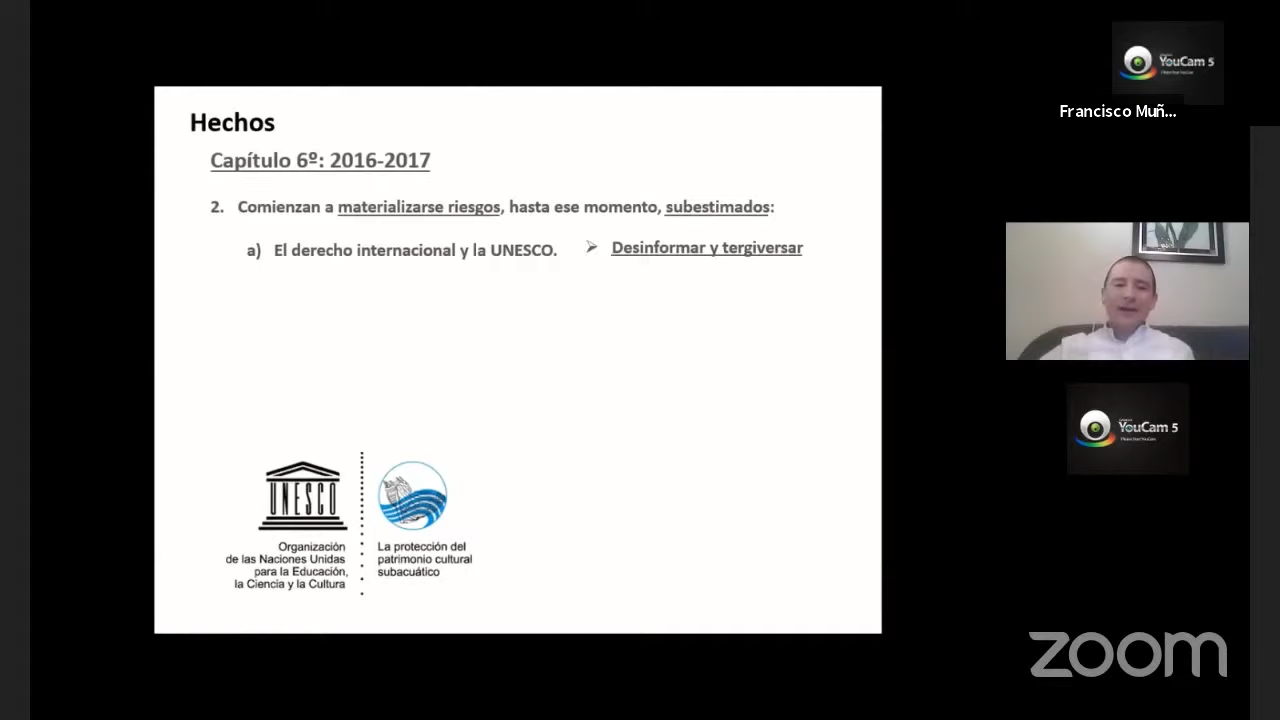 Hechos
Capítulo 6º: 2016-2017
2. Comienzan a materializarse riesgos, hasta ese momento, subestimados:
a) El derecho internacional y la UNESCO. ➢ Desinformar y tergiversar
UNESCO
Organización
de las Naciones Unidas
para la Educación,
la Ciencia y la Cultura
La protección del
patrimonio cultural
subacuático
YouCam 5
Francisco Muñ...
YouCam 5
zoom